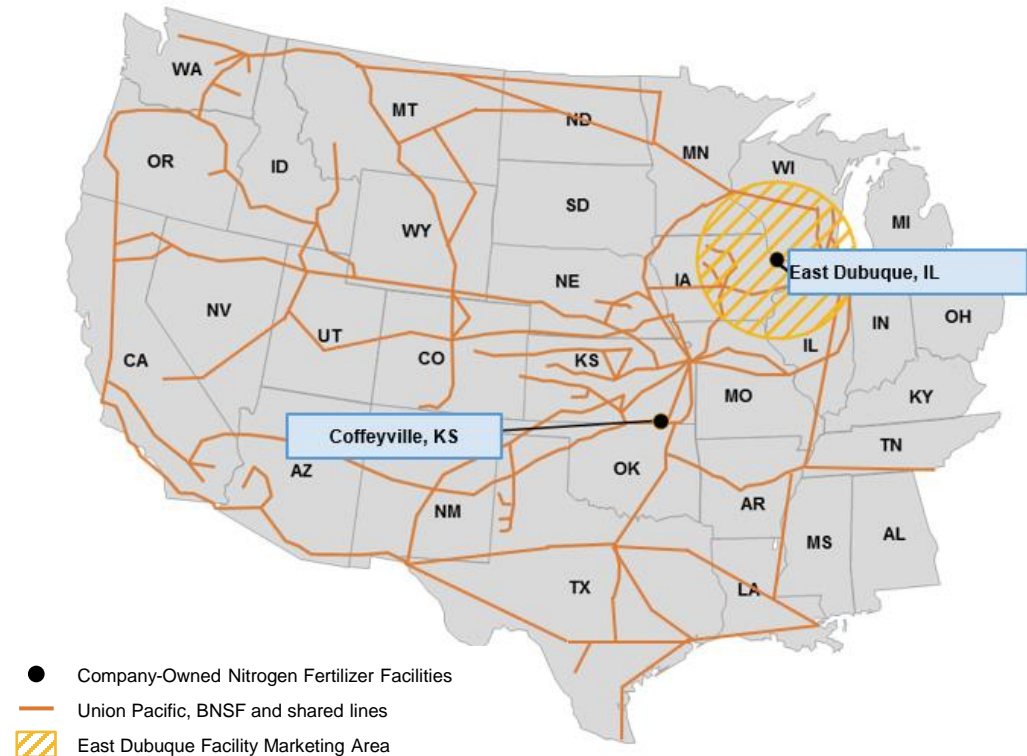 WA
MT
ND
MN
OR
ID
WI
SD
MI
WY
East Dubuque, IL
NE
IA
NV
UT
IN
OH
CA
CO
KS
IL
MO
KY
Coffeyville, KS
TN
AZ
OK
NM
AR
MS
AL
TX
LA
Company-Owned Nitrogen Fertilizer Facilities
Union Pacific, BNSF and shared lines
East Dubuque Facility Marketing Area